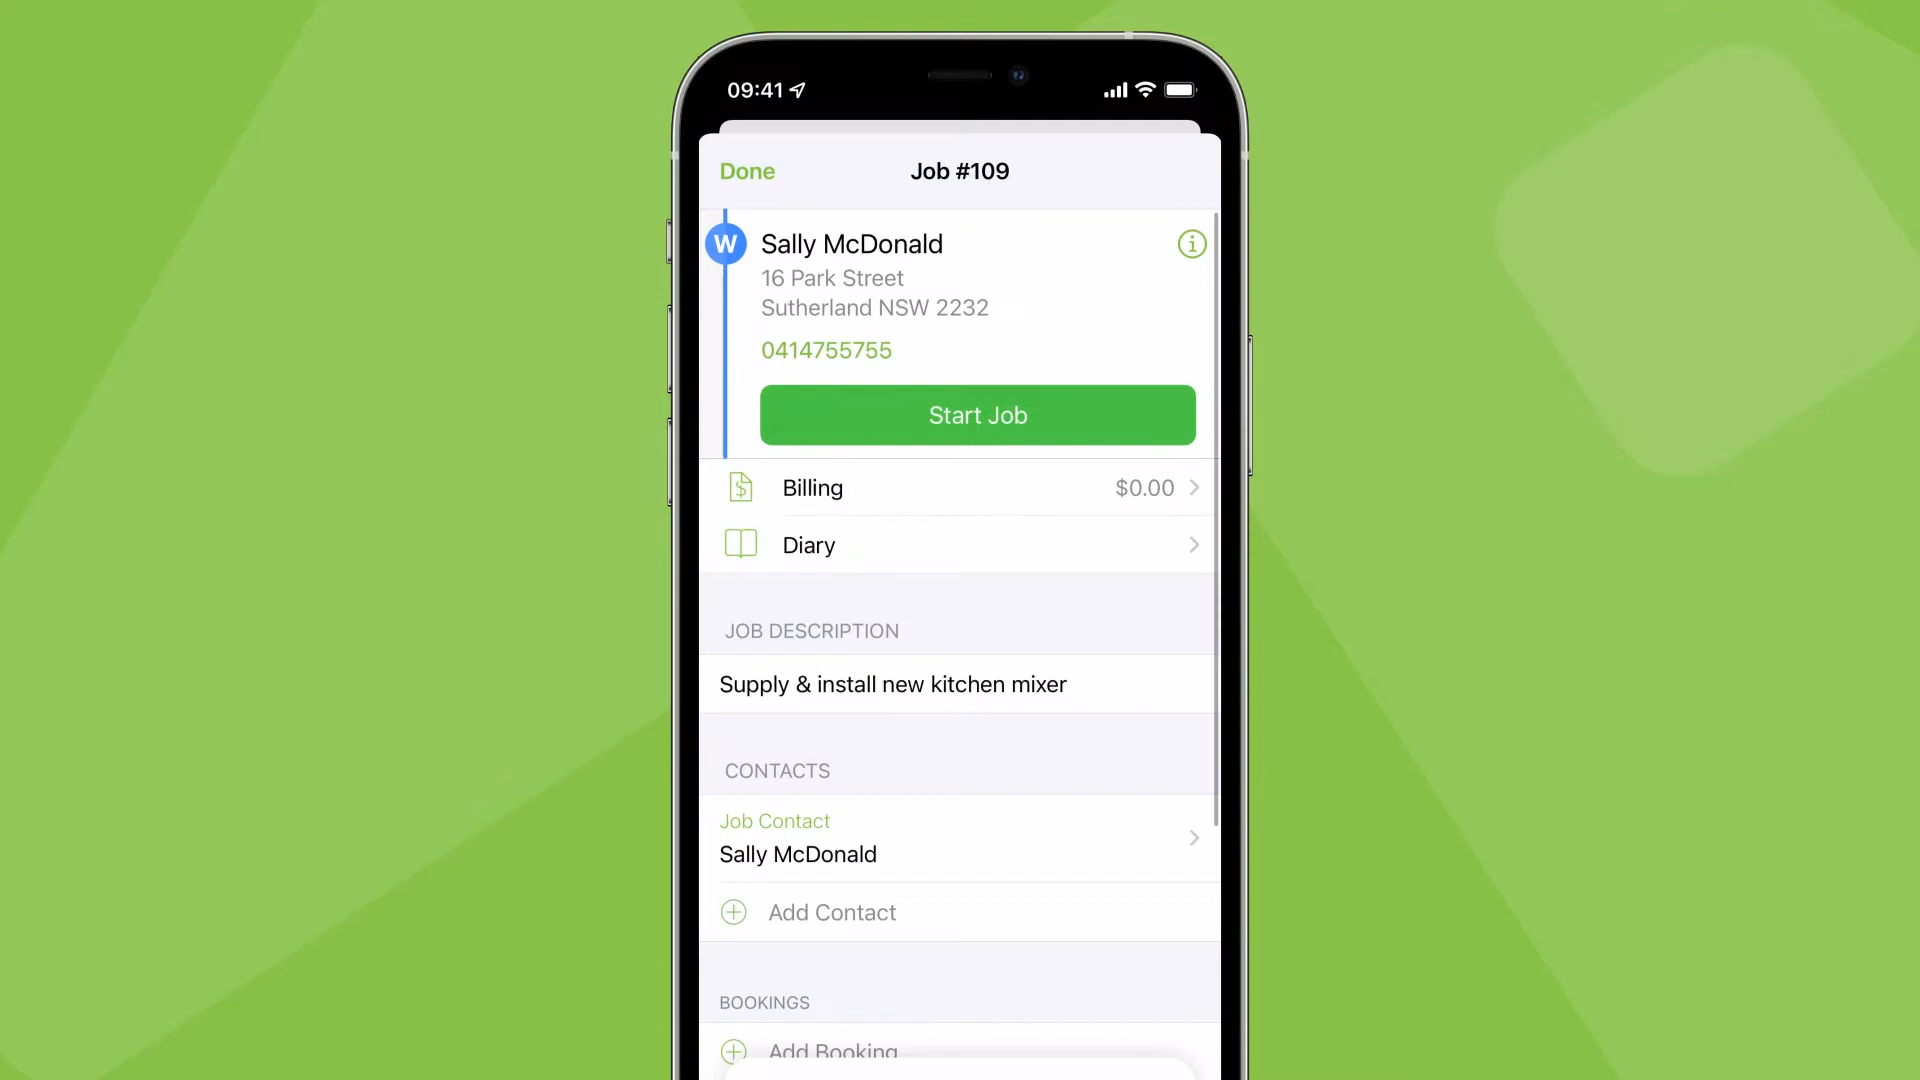 09:41
Done
Job #109
W
Sally McDonald
16 Park Street
Sutherland NSW 2232
0414755755
Start Job
Billing
$0.00
Diary
JOB DESCRIPTION
Supply & install new kitchen mixer
CONTACTS
Job Contact
Sally McDonald
Add Contact
BOOKINGS
Add Booking